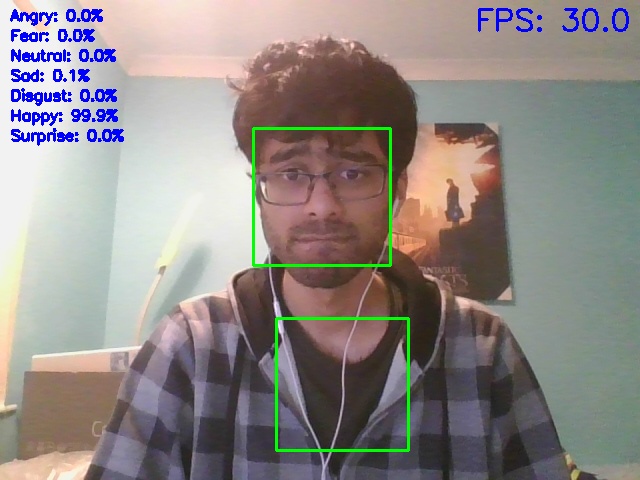 Angry: 0.0%
Fear: 0.0%
Neutral: 0.0%
Sad: 0.1%
Disgust: 0.0%
Happy: 99.9%
Surprise: 0.0%
FPS: 30.0